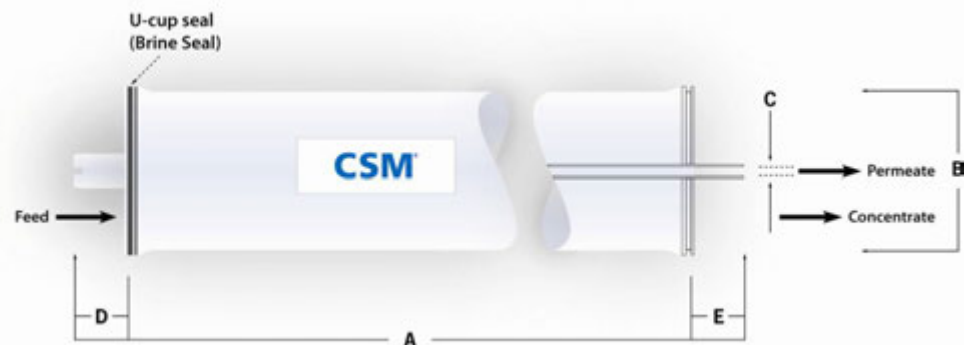 U-cup seal
(Brine Seal)
C
CSM®
Permeate
B
Feed
Concentrate
D
E
A